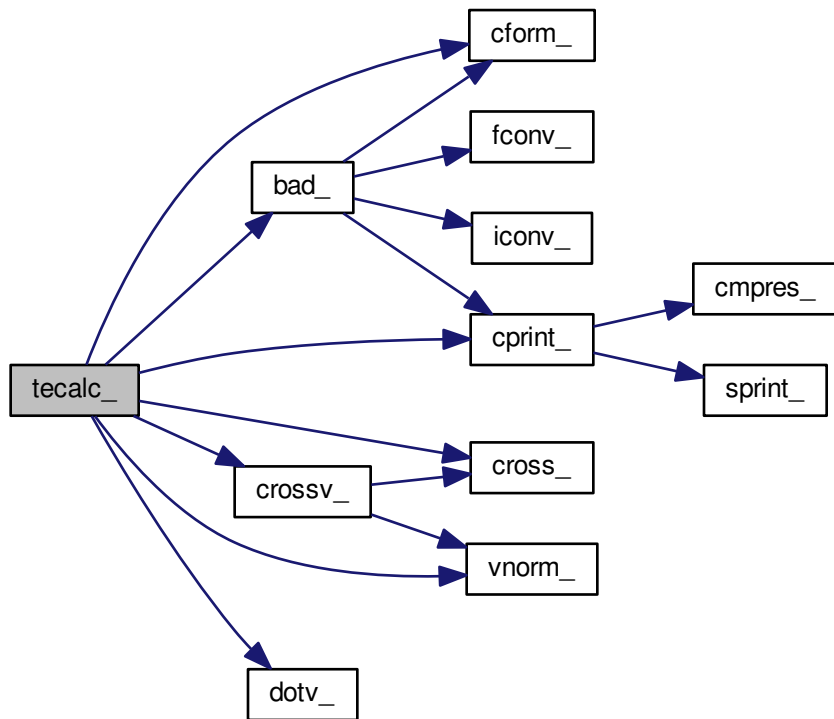 cform_
fconv_
bad_
iconv_
cmpres_
cprint_
tecalc_
sprint_
cross_
crossv_
vnorm_
dotv_